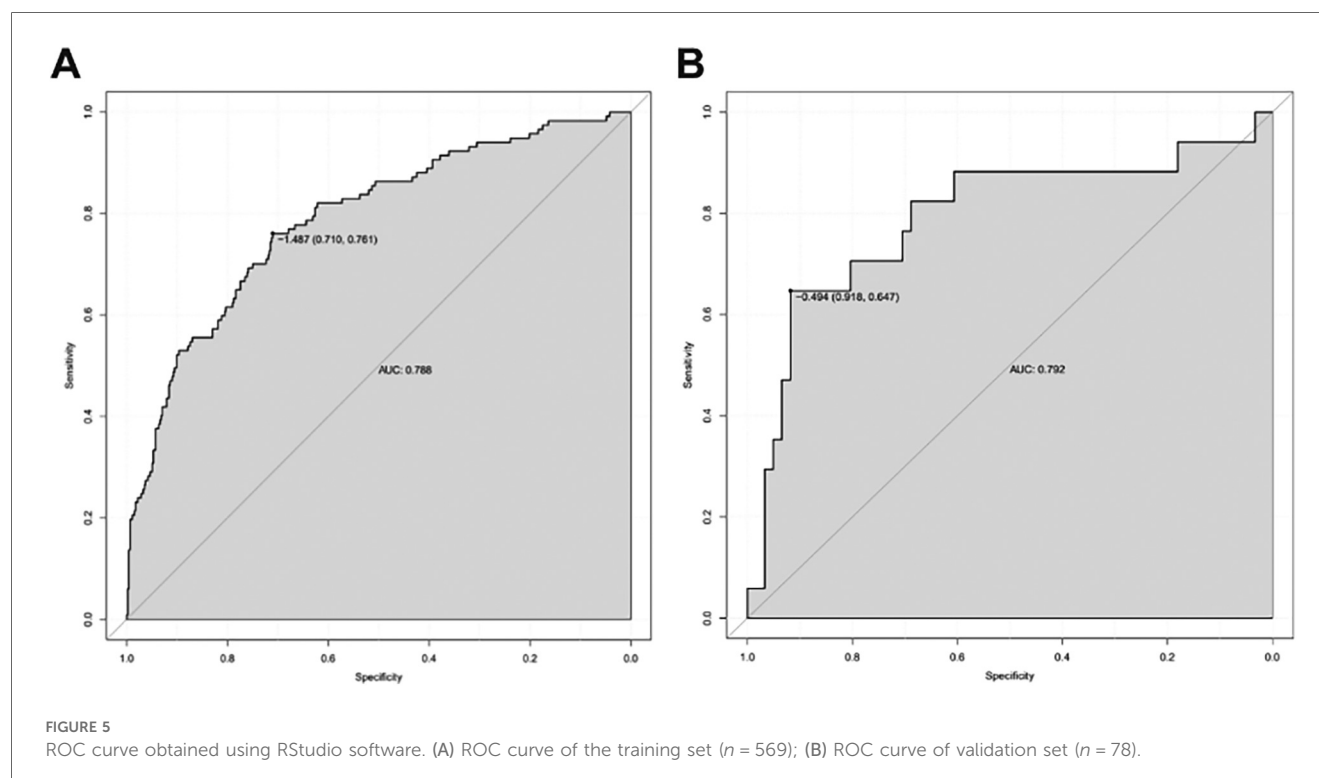 A
B
1.0
0.8
0.6
0.4
0.2
0.0
Sensitivity
−1.487 (0.710, 0.761)
AUC: 0.788
1.0
0.8
0.6
0.4
0.2
0.0
Specificity
1.0
0.8
0.6
0.4
0.2
0.0
Sensitivity
−0.494 (0.918, 0.647)
AUC: 0.792
1.0
0.8
0.6
0.4
0.2
0.0
Specificity
FIGURE 5
ROC curve obtained using RStudio software. (A) ROC curve of the training set (n = 569); (B) ROC curve of validation set (n = 78).